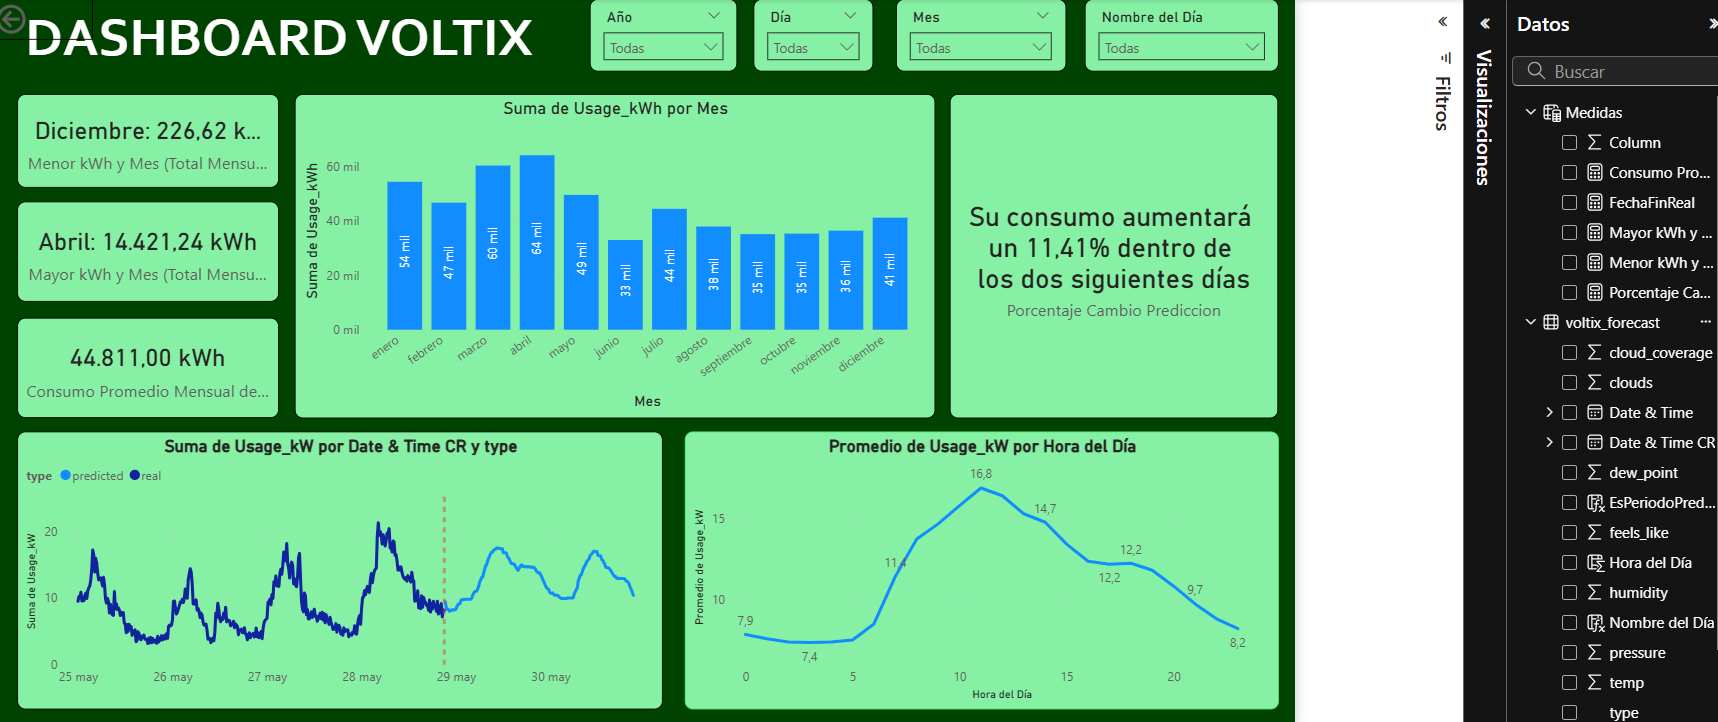 DASHBOARD VOLTIX
Año
Todas
Día
Todas
Mes
Todas
Nombre del Día
Todas
Diciembre: 226,62 k...
Menor kWh y Mes (Total Mensu...
Abril: 14.421,24 kWh
Mayor kWh y Mes (Total Mensu...
44.811,00 kWh
Consumo Promedio Mensual de...
Suma de Usage_kWh por Mes
Suma de Usage_kWh
60 mil
40 mil
20 mil
0 mil
54 mil
47 mil
60 mil
64 mil
49 mil
33 mil
44 mil
38 mil
35 mil
35 mil
36 mil
41 mil
enero
febrero
marzo
abril
mayo
junio
julio
agosto
septiembre
octubre
noviembre
diciembre
Mes
Su consumo aumentará
un 11,41% dentro de
los dos siguientes días
Porcentaje Cambio Prediccion
Suma de Usage_kW por Date & Time CR y type
type predicted real
Suma de Usage_kW
20
10
0
25 may
26 may
27 may
28 may
29 may
30 may
Promedio de Usage_kW por Hora del Día
Promedio de Usage_kW
15
10
7,9
7,4
11,4
16,8
14,7
12,2
12,2
9,7
8,2
0
5
10
15
20
Hora del Día
Filtros
Visualizaciones
Datos
Buscar
Medidas
Column
Consumo Pro...
FechaFinReal
Mayor kWh y ...
Menor kWh y ...
Porcentaje Ca...
voltix_forecast ...
cloud_coverage
clouds
Date & Time
Date & Time CR
dew_point
EsPeriodoPred...
feels_like
Hora del Día
humidity
Nombre del Día
pressure
temp
type